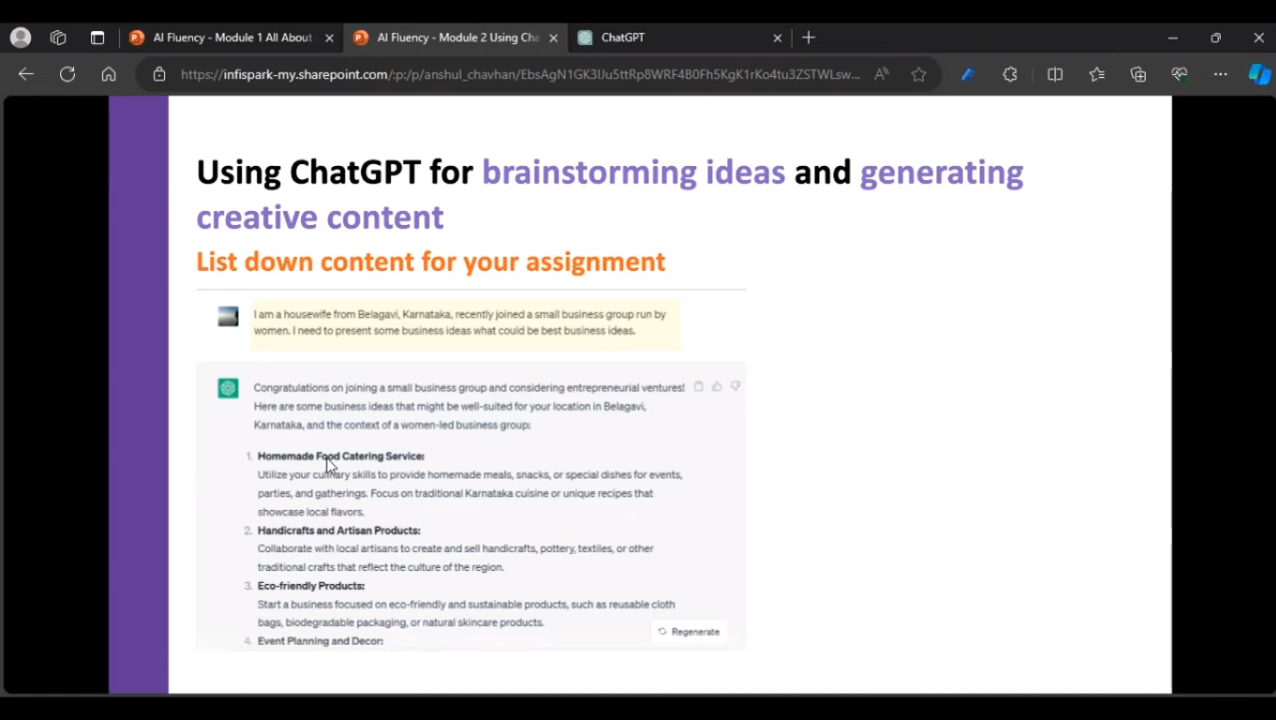 AI Fluency - Module 1 All About
AI Fluency - Module 2 Using Cha
ChatGPT
https://infispark-my.sharepoint.com/:p:/p/anshul_chavhan/EbsAgN1GK3IJu5ttRp8WRF4B0Fh5KgK1rKo4tu3ZSTWLsw...
Using ChatGPT for brainstorming ideas and generating
creative content
List down content for your assignment
I am a housewife from Belagavi, Karnataka, recently joined a small business group run by
women. I need to present some business ideas what could be best business ideas.
Congratulations on joining a small business group and considering entrepreneurial ventures!
Here are some business ideas that might be well-suited for your location in Belagavi,
Karnataka, and the context of a women-led business group:
1. Homemade Food Catering Service:
Utilize your culinary skills to provide homemade meals, snacks, or special dishes for events,
parties, and gatherings. Focus on traditional Karnataka cuisine or unique recipes that
showcase local flavors.
2. Handicrafts and Artisan Products:
Collaborate with local artisans to create and sell handicrafts, pottery, textiles, or other
traditional crafts that reflect the culture of the region.
3. Eco-friendly Products:
Start a business focused on eco-friendly and sustainable products, such as reusable cloth
bags, biodegradable packaging, or natural skincare products.
Regenerate
4. Event Planning and Decor: